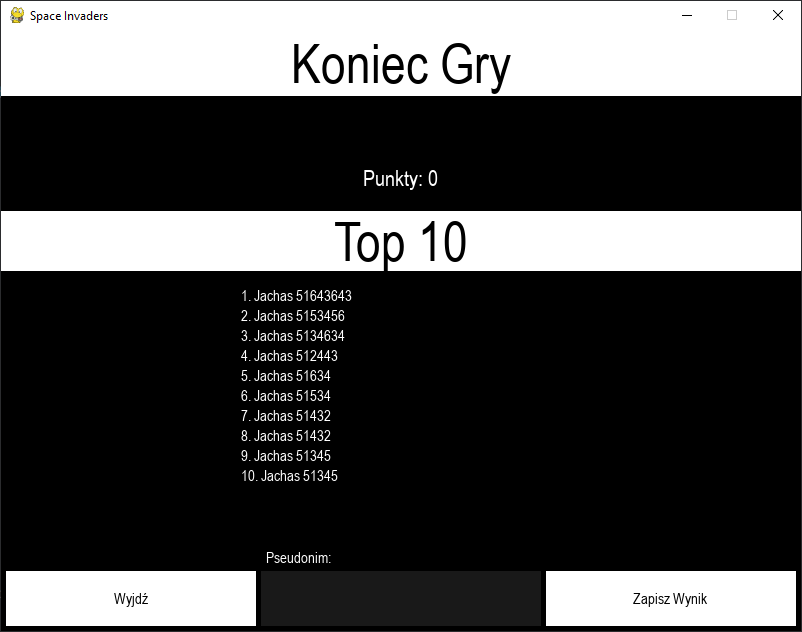 Space Invaders
Koniec Gry
Punkty: 0
Top 10
1. Jachas 51643643
2. Jachas 5153456
3. Jachas 5134634
4. Jachas 512443
5. Jachas 51634
6. Jachas 51534
7. Jachas 51432
8. Jachas 51432
9. Jachas 51345
10. Jachas 51345
Pseudonim:
Wyjdź
Zapisz Wynik